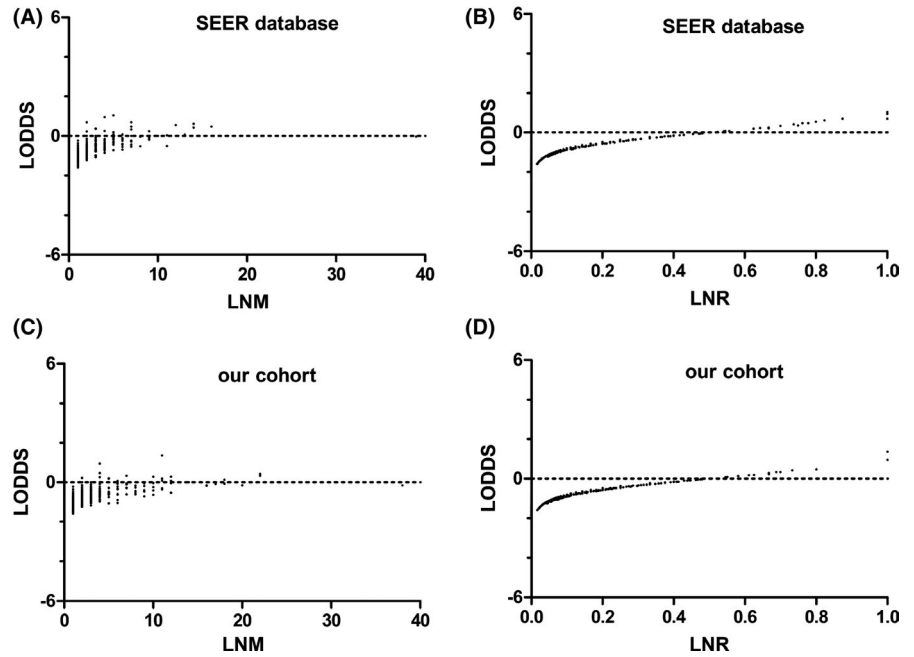 (A)
SEER database
6
0
-6
LODDS
0
10
20
30
40
LNM
(B)
SEER database
6
0
-6
LODDS
0.0
0.2
0.4
0.6
0.8
1.0
LNR
(C)
our cohort
6
0
-6
LODDS
0
10
20
30
40
LNM
(D)
our cohort
6
0
-6
LODDS
0.0
0.2
0.4
0.6
0.8
1.0
LNR